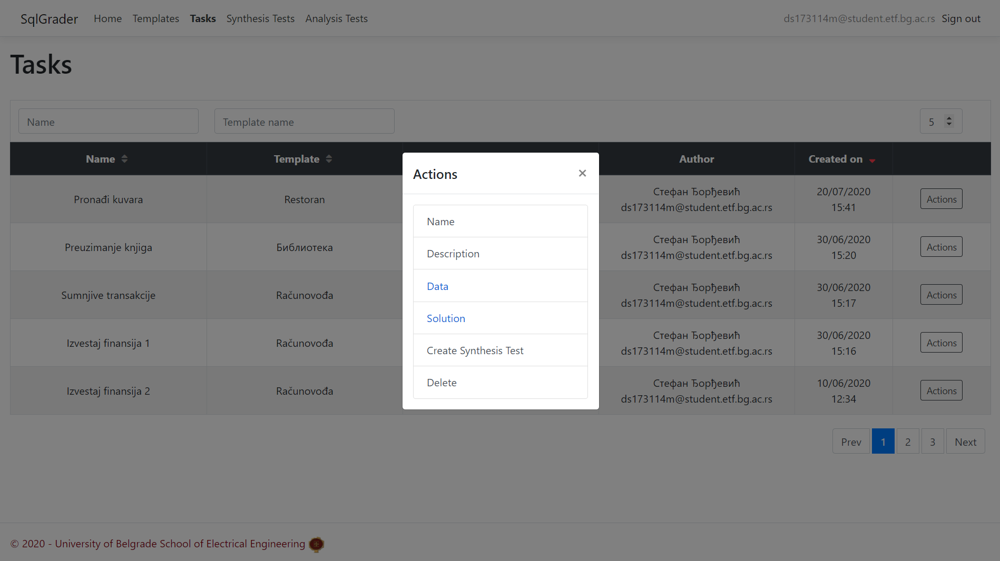 SqlGrader Home Templates Tasks Synthesis Tests Analysis Tests ds173114m@student.etf.bg.ac.rs Sign out
Tasks
Name Template name 5
Name Template Author Created on
Pronađi kuvara Restoran Стефан Ђорђевић ds173114m@student.etf.bg.ac.rs 20/07/2020 15:41 Actions
Preuzimanje knjiga Библиотека Стефан Ђорђевић ds173114m@student.etf.bg.ac.rs 30/06/2020 15:20 Actions
Sumnjive transakcije Računovođa Стефан Ђорђевић ds173114m@student.etf.bg.ac.rs 30/06/2020 15:17 Actions
Izvestaj finansija 1 Računovođa Стефан Ђорђевић ds173114m@student.etf.bg.ac.rs 30/06/2020 15:16 Actions
Izvestaj finansija 2 Računovođa Стефан Ђорђевић ds173114m@student.etf.bg.ac.rs 10/06/2020 12:34 Actions
Actions ×
Name
Description
Data
Solution
Create Synthesis Test
Delete
Prev 1 2 3 Next
© 2020 - University of Belgrade School of Electrical Engineering